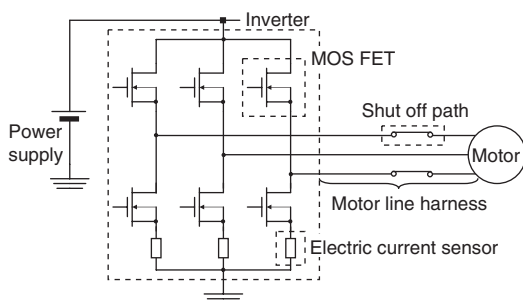 Inverter
MOS FET
Shut off path
Power
supply
Motor
Motor line harness
Electric current sensor